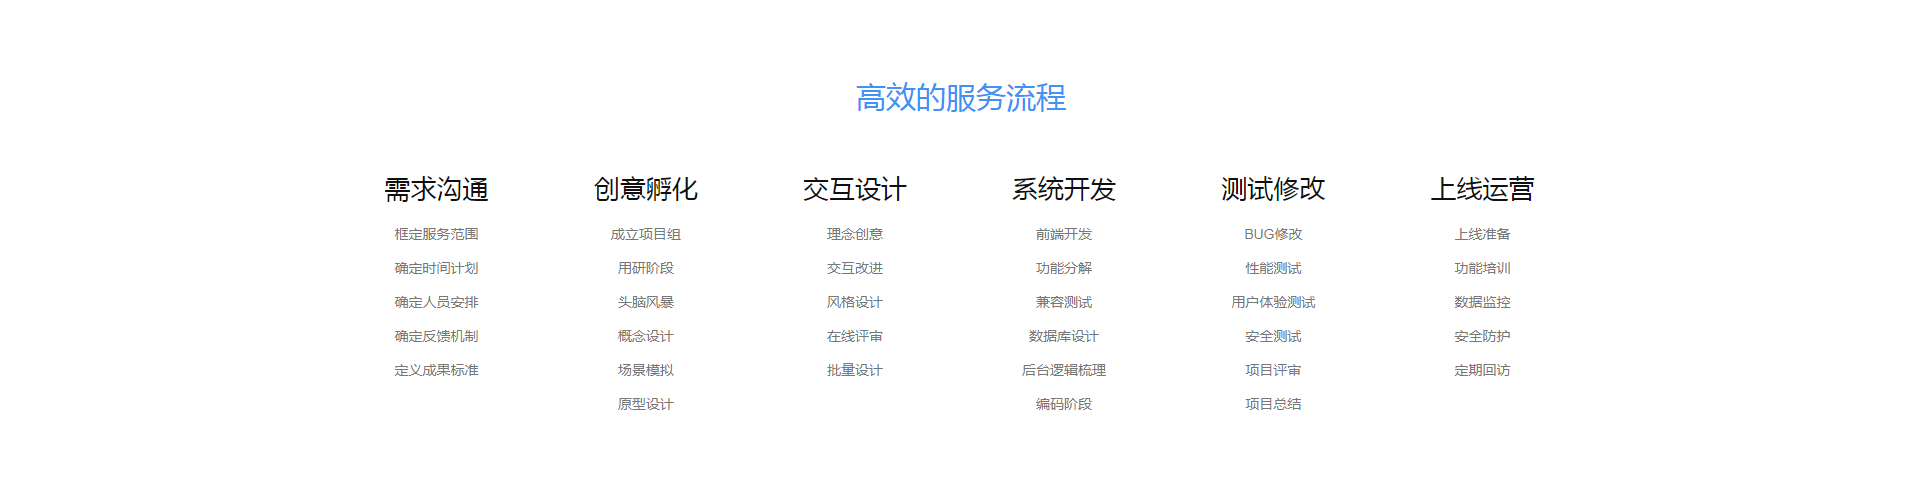 高效的服务流程
需求沟通
框定服务范围
确定时间计划
确定人员安排
确定反馈机制
定义成果标准
创意孵化
成立项目组
用研阶段
头脑风暴
概念设计
场景模拟
原型设计
交互设计
理念创意
交互改进
风格设计
在线评审
批量设计
系统开发
前端开发
功能分解
兼容测试
数据库设计
后台逻辑梳理
编码阶段
测试修改
BUG修改
性能测试
用户体验测试
安全测试
项目评审
项目总结
上线运营
上线准备
功能培训
数据监控
安全防护
定期回访